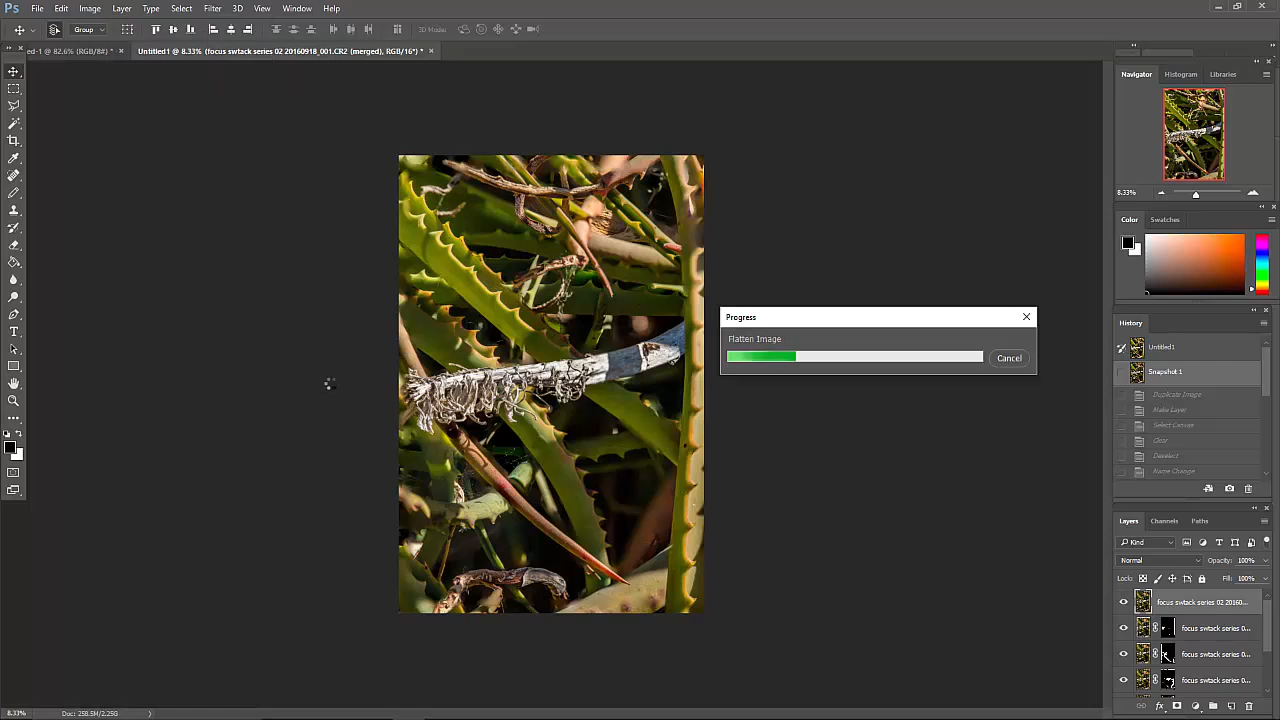 Ps File Edit Image Layer Type Select Filter 3D View Window Help
Group 3D Mode:
ed-1 @ 82.6% (RGB/8#) * × Untitled1 @ 8.33% (focus swtack series 02 20160918_001.CR2 (merged), RGB/16*) * ×
Navigator Histogram Libraries
8.33%
Color Swatches
Progress
Flatten Image
Cancel
History
Untitled1
Snapshot 1
Duplicate Image
Make Layer
Select Canvas
Clear
Deselect
Name Change
Layers Channels Paths
Kind
Normal Opacity: 100%
Lock: Fill: 100%
focus swtack series 02 20160...
focus swtack series 0...
focus swtack series 0...
focus swtack series 0...
8.33% Doc: 258.5M/2.25G